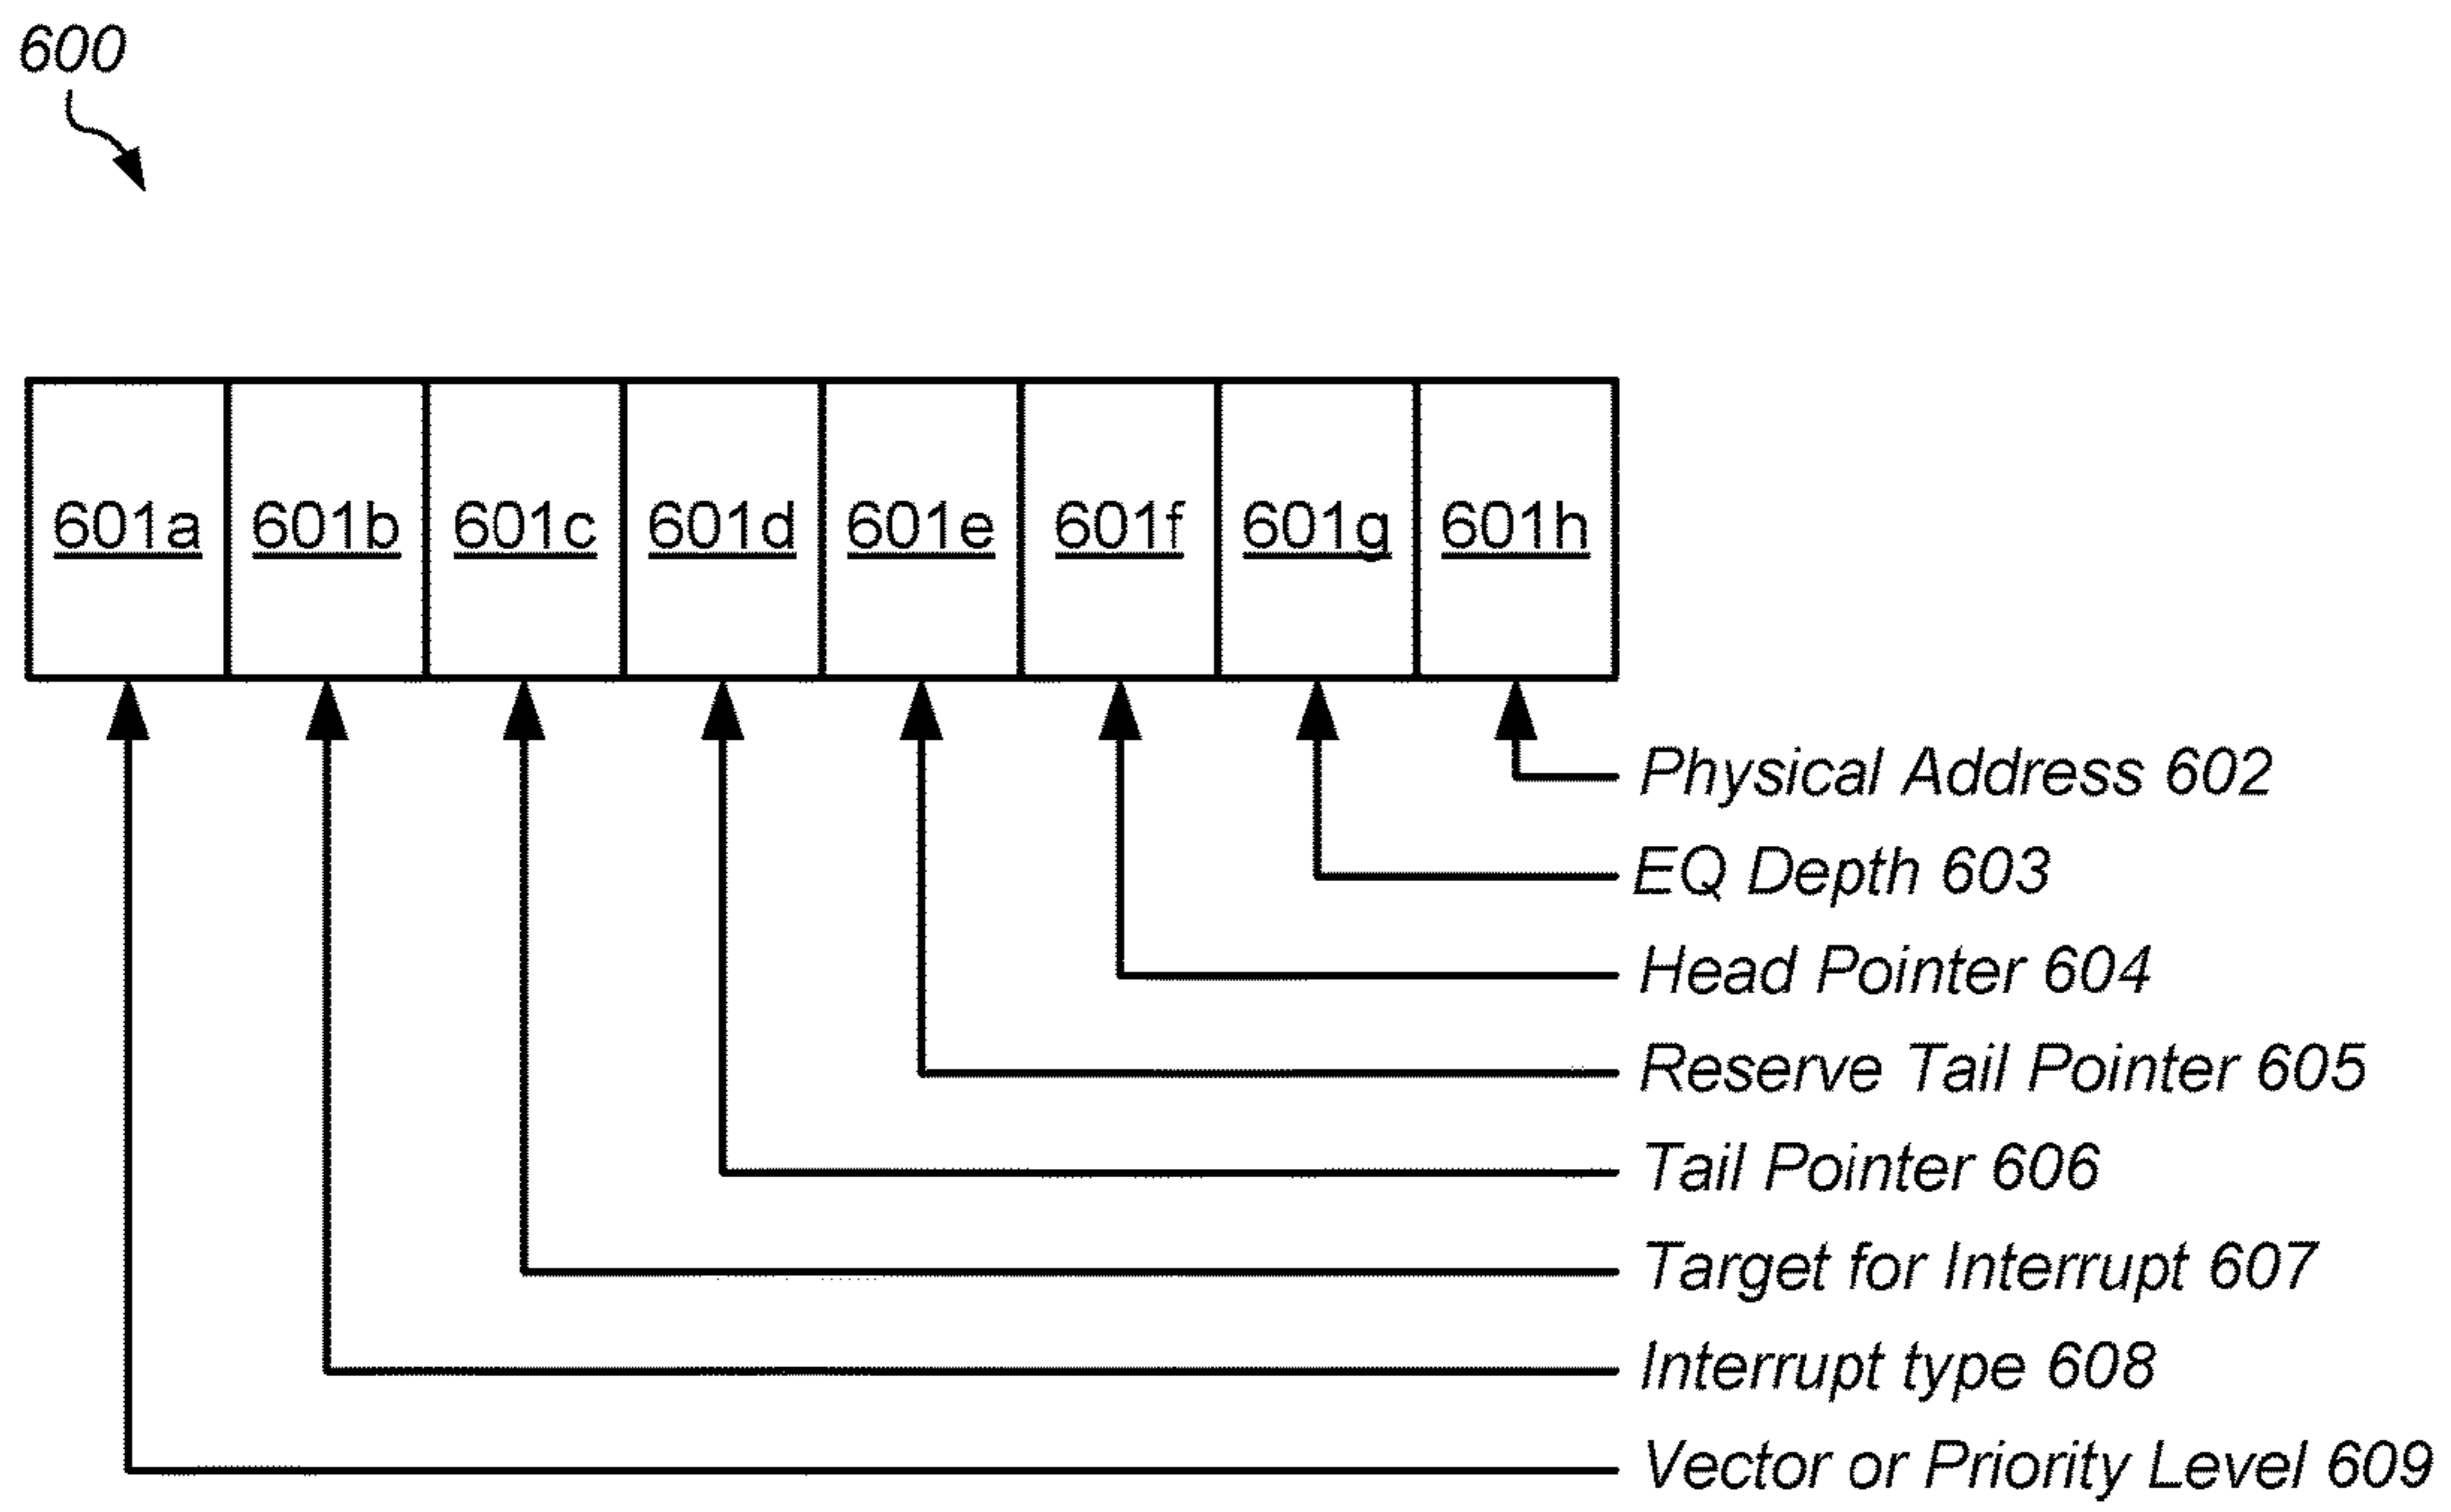 600
601a 601b 601c 601d 601e 601f 601g 601h
Physical Address 602
EQ Depth 603
Head Pointer 604
Reserve Tail Pointer 605
Tail Pointer 606
Target for Interrupt 607
Interrupt type 608
Vector or Priority Level 609